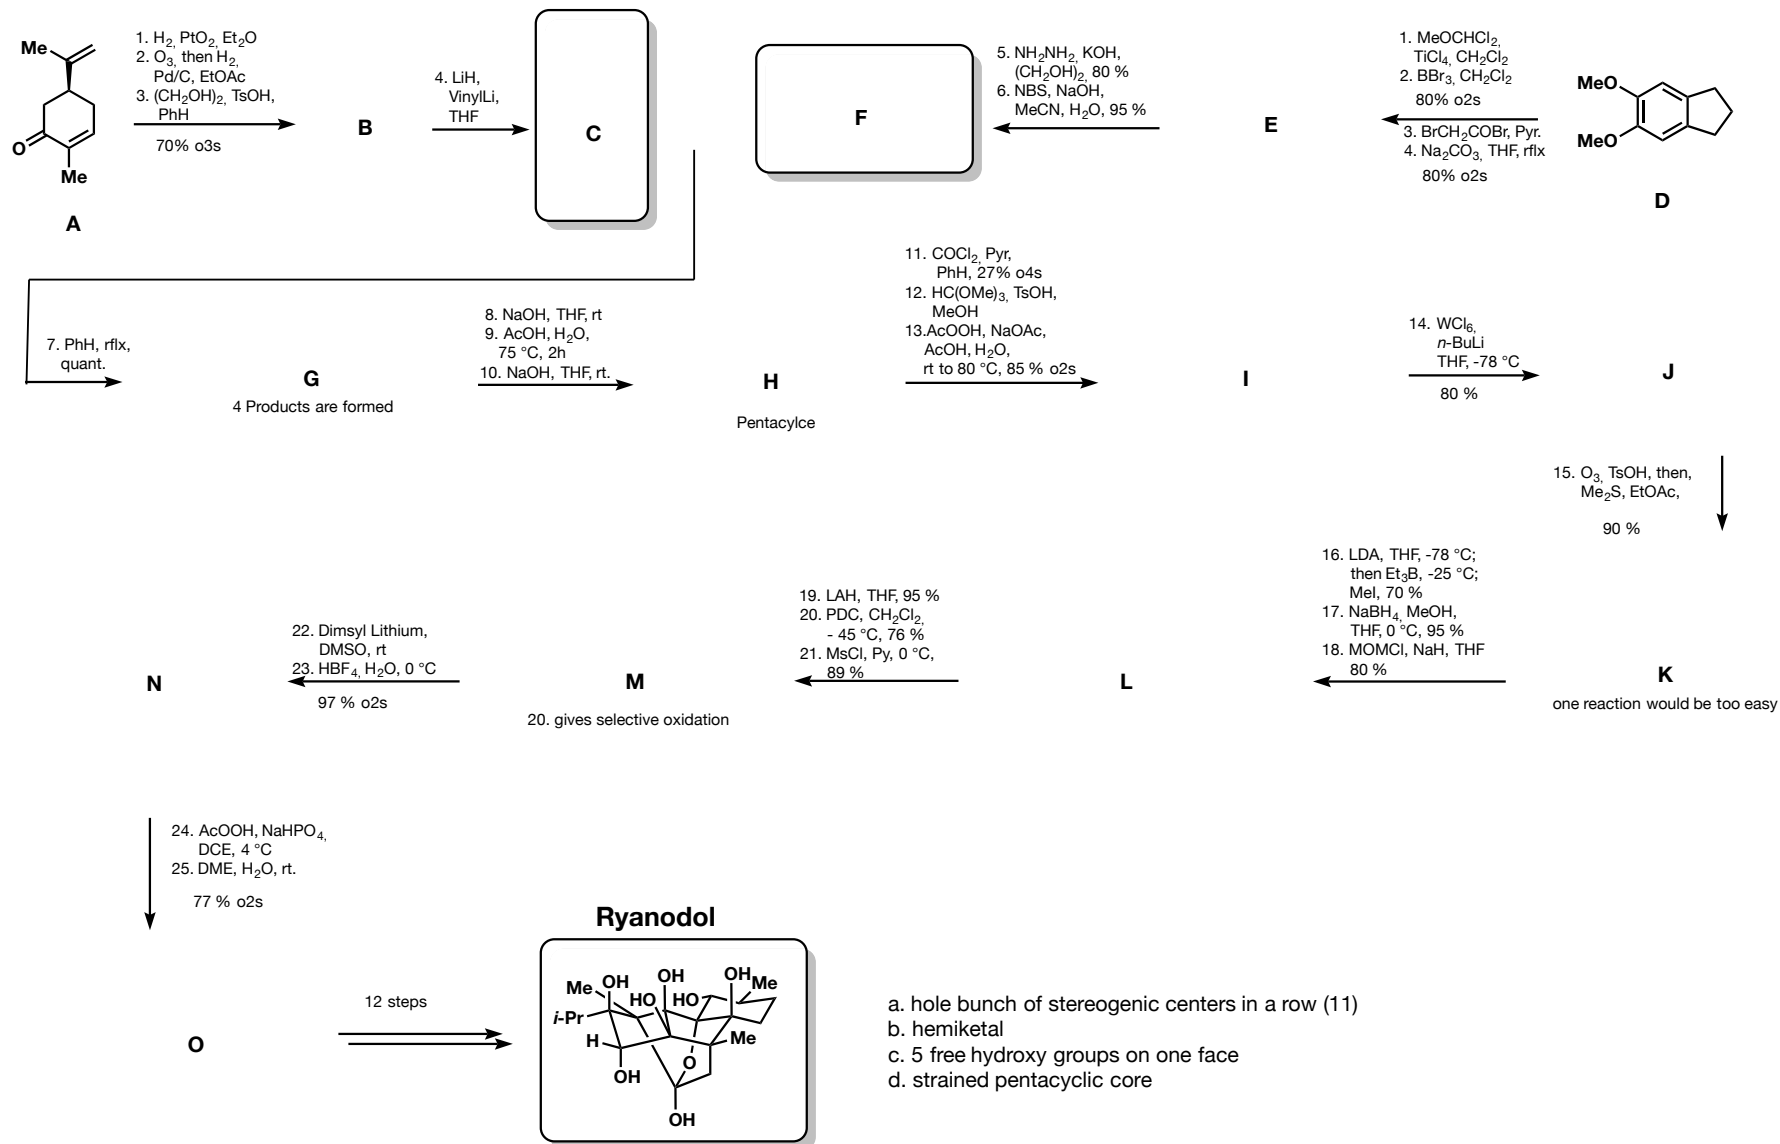 Me
O
Me
A
1. H2, PtO2, Et2O
2. O3, then H2,
Pd/C, EtOAc
3. (CH2OH)2, TsOH,
PhH
70% o3s
B
4. LiH,
VinylLi,
THF
C
F
5. NH2NH2, KOH,
(CH2OH)2, 80 %
6. NBS, NaOH,
MeCN, H2O, 95 %
E
1. MeOCHCl2,
TiCl4, CH2Cl2
2. BBr3, CH2Cl2
80% o2s
3. BrCH2COBr, Pyr.
4. Na2CO3, THF, rflx
80% o2s
MeO
MeO
D
7. PhH, rflx,
quant.
G
4 Products are formed
8. NaOH, THF, rt
9. AcOH, H2O,
75 °C, 2h
10. NaOH, THF, rt.
H
Pentacylce
11. COCl2, Pyr,
PhH, 27% o4s
12. HC(OMe)3, TsOH,
MeOH
13.AcOOH, NaOAc,
AcOH, H2O,
rt to 80 °C, 85 % o2s
I
14. WCl6,
n-BuLi
THF, -78 °C
80 %
J
15. O3, TsOH, then,
Me2S, EtOAc,
90 %
K
one reaction would be too easy
16. LDA, THF, -78 °C;
then Et3B, -25 °C;
MeI, 70 %
17. NaBH4, MeOH,
THF, 0 °C, 95 %
18. MOMCl, NaH, THF
80 %
L
19. LAH, THF, 95 %
20. PDC, CH2Cl2,
- 45 °C, 76 %
21. MsCl, Py, 0 °C,
89 %
M
20. gives selective oxidation
22. Dimsyl Lithium,
DMSO, rt
23. HBF4, H2O, 0 °C
97 % o2s
N
24. AcOOH, NaHPO4,
DCE, 4 °C
25. DME, H2O, rt.
77 % o2s
O
12 steps
Ryanodol
Me
OH
OH
OH
Me
HO
HO
i-Pr
H
Me
O
OH
OH
a. hole bunch of stereogenic centers in a row (11)
b. hemiketal
c. 5 free hydroxy groups on one face
d. strained pentacyclic core